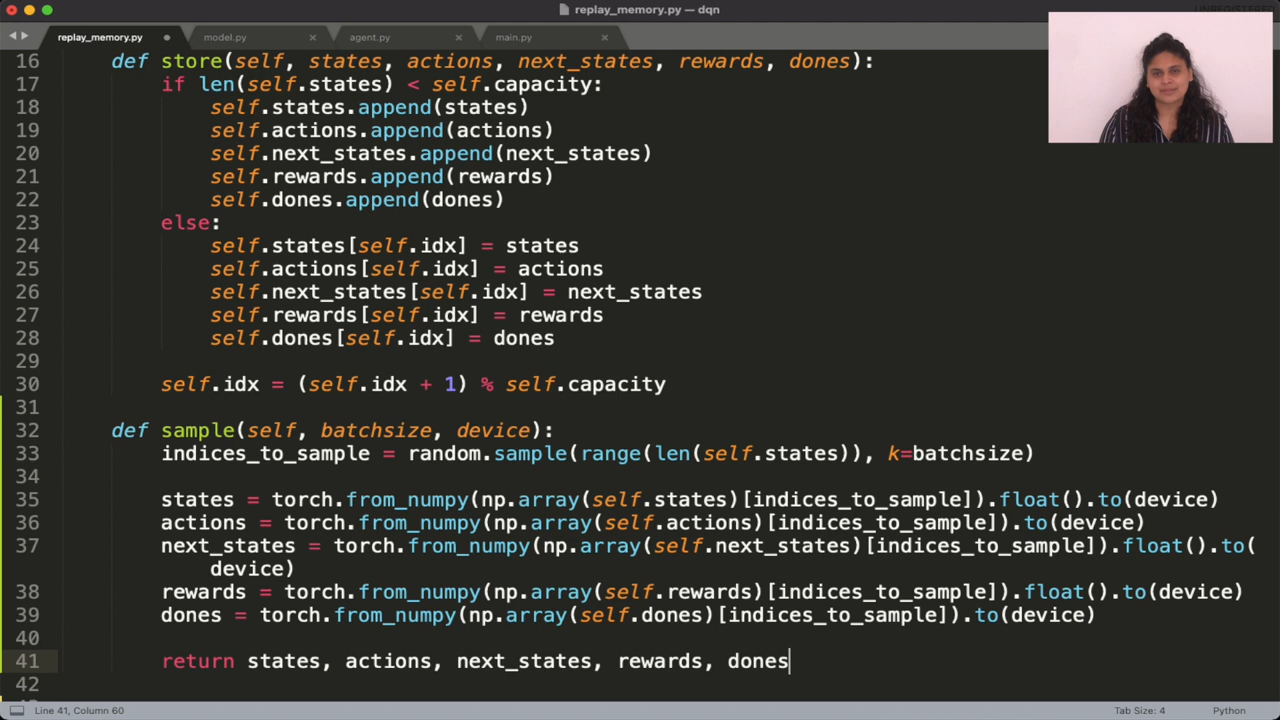 replay_memory.py — dqn
UNREGISTERED
replay_memory.py
model.py
agent.py
main.py
16 def store(self, states, actions, next_states, rewards, dones):
17 if len(self.states) < self.capacity:
18 self.states.append(states)
19 self.actions.append(actions)
20 self.next_states.append(next_states)
21 self.rewards.append(rewards)
22 self.dones.append(dones)
23 else:
24 self.states[self.idx] = states
25 self.actions[self.idx] = actions
26 self.next_states[self.idx] = next_states
27 self.rewards[self.idx] = rewards
28 self.dones[self.idx] = dones
29
30 self.idx = (self.idx + 1) % self.capacity
31
32 def sample(self, batchsize, device):
33 indices_to_sample = random.sample(range(len(self.states)), k=batchsize)
34
35 states = torch.from_numpy(np.array(self.states)[indices_to_sample]).float().to(device)
36 actions = torch.from_numpy(np.array(self.actions)[indices_to_sample]).to(device)
37 next_states = torch.from_numpy(np.array(self.next_states)[indices_to_sample]).float().to(
device)
38 rewards = torch.from_numpy(np.array(self.rewards)[indices_to_sample]).float().to(device)
39 dones = torch.from_numpy(np.array(self.dones)[indices_to_sample]).to(device)
40
41 return states, actions, next_states, rewards, dones
42
Line 41, Column 60
Tab Size: 4
Python